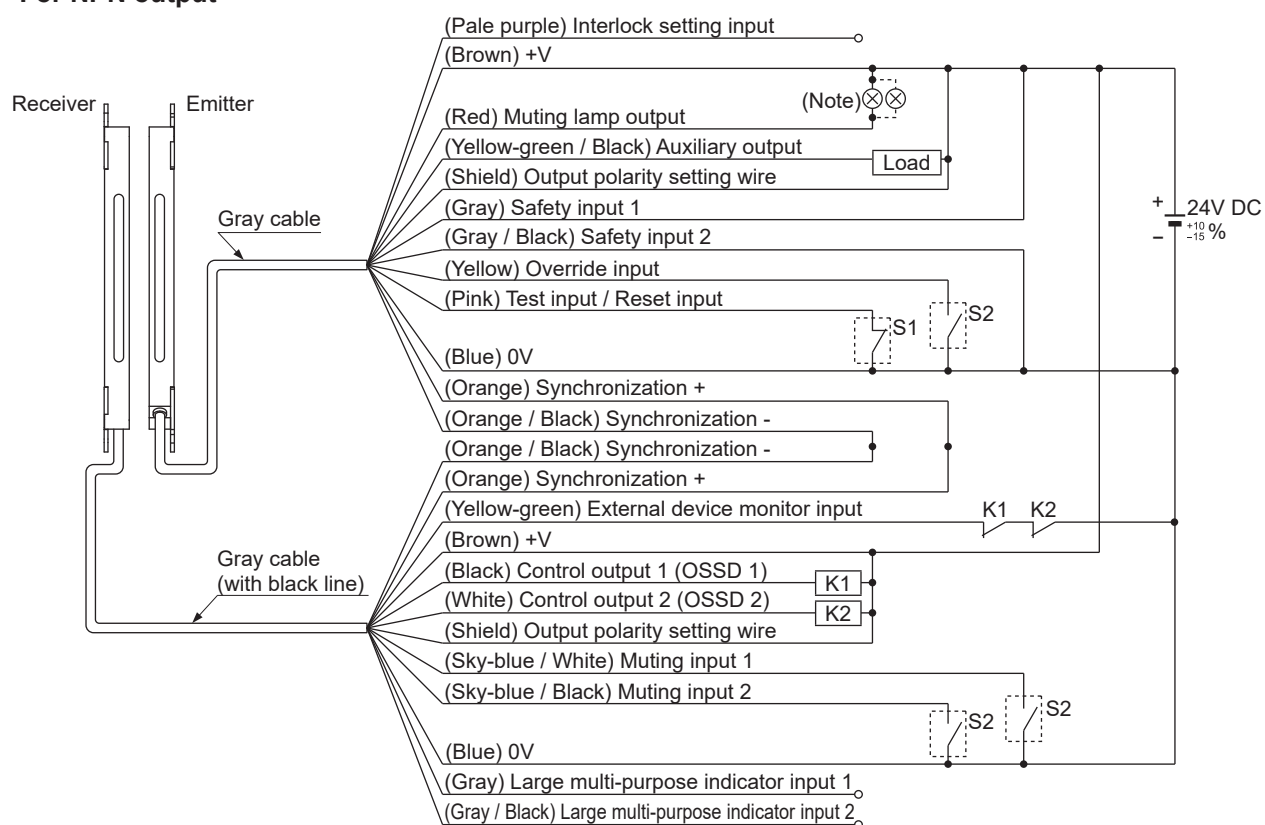 For NPN output
(Pale purple) Interlock setting input
(Brown) +V
Receiver
Emitter
(Note)
(Red) Muting lamp output
(Yellow-green / Black) Auxiliary output
Load
(Shield) Output polarity setting wire
(Gray) Safety input 1
+
24V DC
+10
-15 %
−
Gray cable
(Gray / Black) Safety input 2
(Yellow) Override input
(Pink) Test input / Reset input
S1
S2
(Blue) 0V
(Orange) Synchronization +
(Orange / Black) Synchronization -
(Orange / Black) Synchronization -
(Orange) Synchronization +
(Yellow-green) External device monitor input
K1
K2
(Brown) +V
Gray cable
(with black line)
(Black) Control output 1 (OSSD 1)
K1
(White) Control output 2 (OSSD 2)
K2
(Shield) Output polarity setting wire
(Sky-blue / White) Muting input 1
(Sky-blue / Black) Muting input 2
S2
S2
(Blue) 0V
(Gray) Large multi-purpose indicator input 1
(Gray / Black) Large multi-purpose indicator input 2